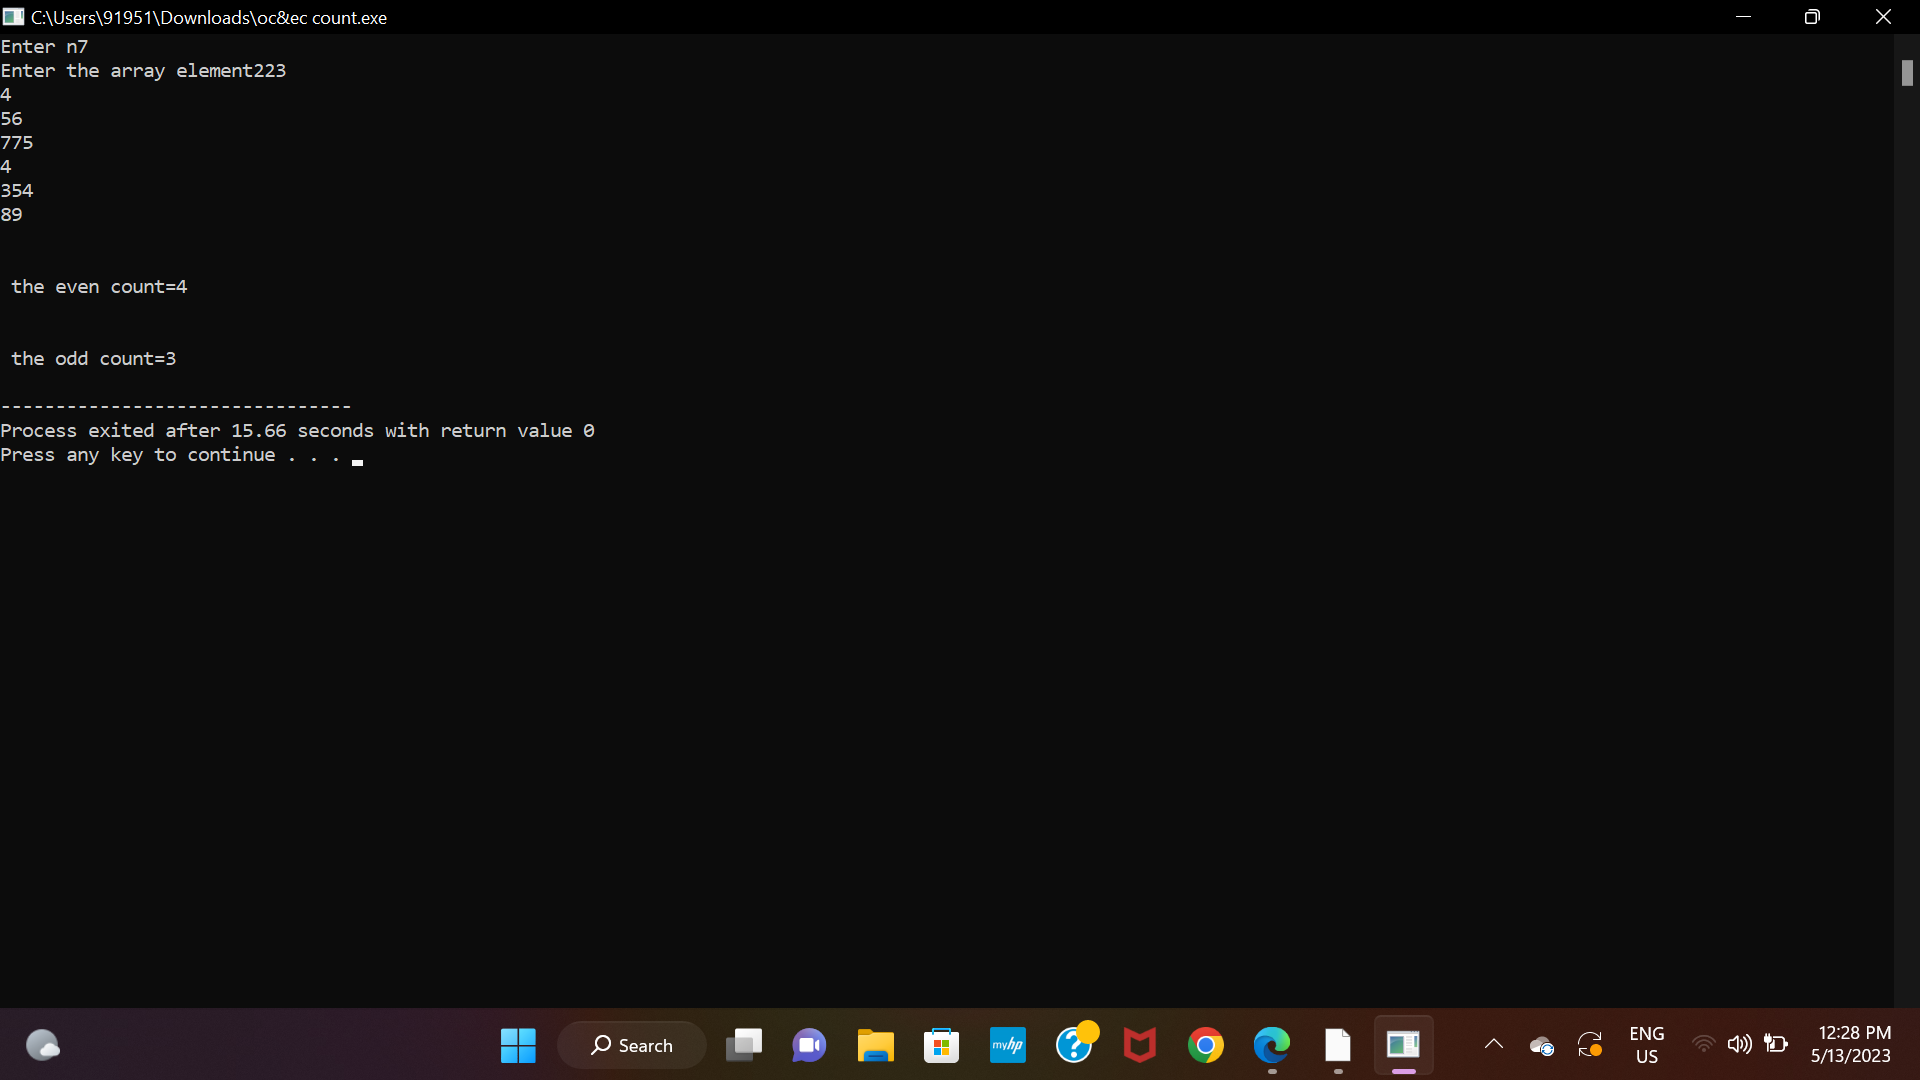 C:\Users\91951\Downloads\oc&ec count.exe
Enter n7
Enter the array element223
4
56
775
4
354
89
the even count=4
the odd count=3
--------------------------------
Process exited after 15.66 seconds with return value 0
Press any key to continue . . .
Search
myhp
ENG
US
12:28 PM
5/13/2023